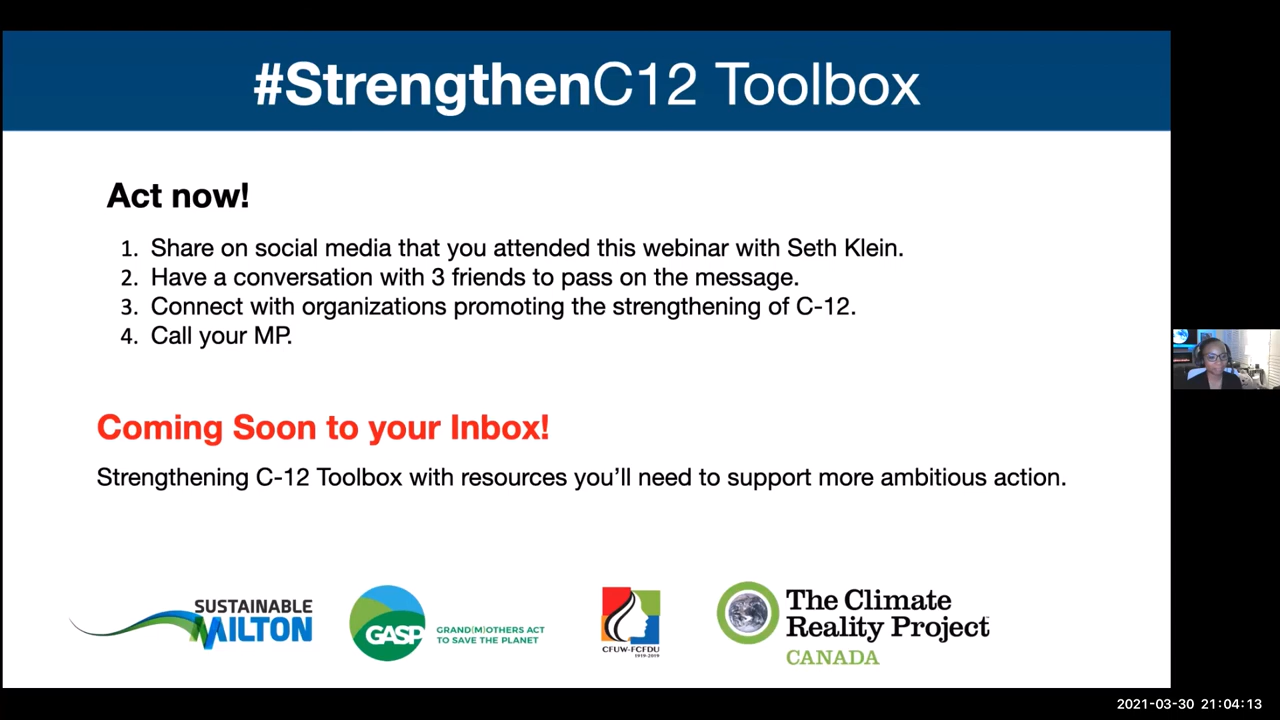 #StrengthenC12 Toolbox
Act now!
1. Share on social media that you attended this webinar with Seth Klein.
2. Have a conversation with 3 friends to pass on the message.
3. Connect with organizations promoting the strengthening of C-12.
4. Call your MP.
Coming Soon to your Inbox!
Strengthening C-12 Toolbox with resources you'll need to support more ambitious action.
SUSTAINABLE
MILTON
GASP
GRAND(M)OTHERS ACT
TO SAVE THE PLANET
CFUW-FCFDU
1919-2019
The Climate
Reality Project
CANADA
2021-03-30 21:04:13